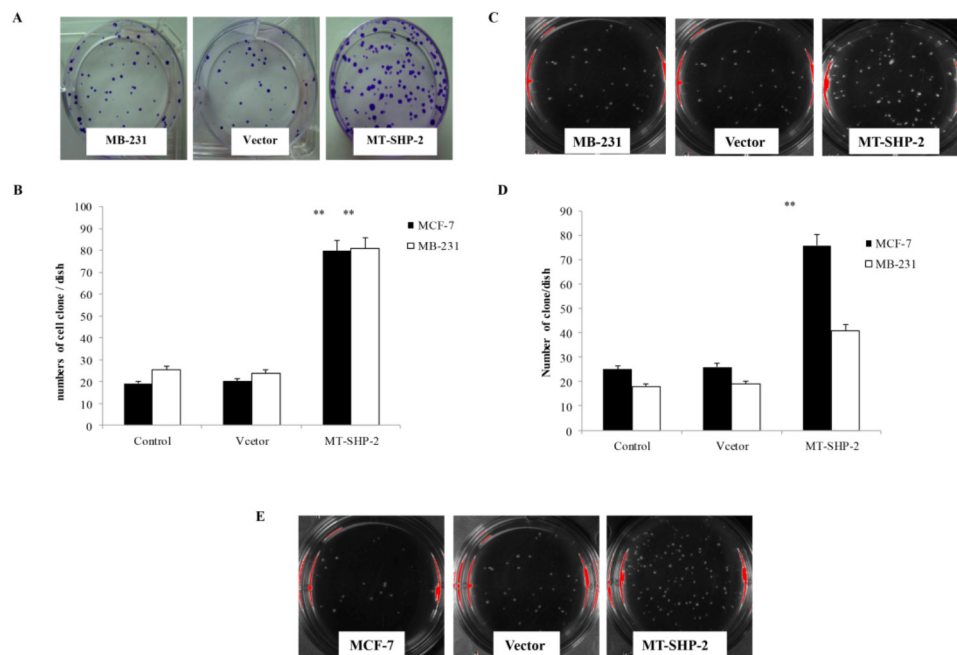 A
MB-231
Vector
MT-SHP-2
C
MB-231
Vector
MT-SHP-2
B
numbers of cell clone / dish
100
90
80
70
60
50
40
30
20
10
0
** **
MCF-7
MB-231
Control
Vcetor
MT-SHP-2
D
Number of clone/dish
90
80
70
60
50
40
30
20
10
0
**
MCF-7
MB-231
Control
Vcetor
MT-SHP-2
E
MCF-7
Vector
MT-SHP-2